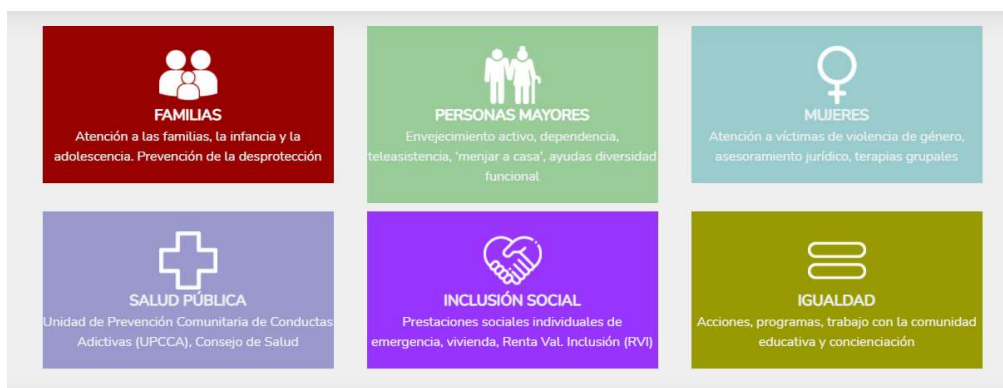 FAMILIAS
Atención a las familias, la infancia y la
adolescencia. Prevención de la desprotección
PERSONAS MAYORES
Envejecimiento activo, dependencia,
teleasistencia, 'menjar a casa', ayudas diversidad
funcional
MUJERES
Atención a víctimas de violencia de género,
asesoramiento jurídico, terapias grupales
SALUD PÚBLICA
Unidad de Prevención Comunitaria de Conductas
Adictivas (UPCCA), Consejo de Salud
INCLUSIÓN SOCIAL
Prestaciones sociales individuales de
emergencia, vivienda, Renta Val. Inclusión (RVI)
IGUALDAD
Acciones, programas, trabajo con la comunidad
educativa y concienciación